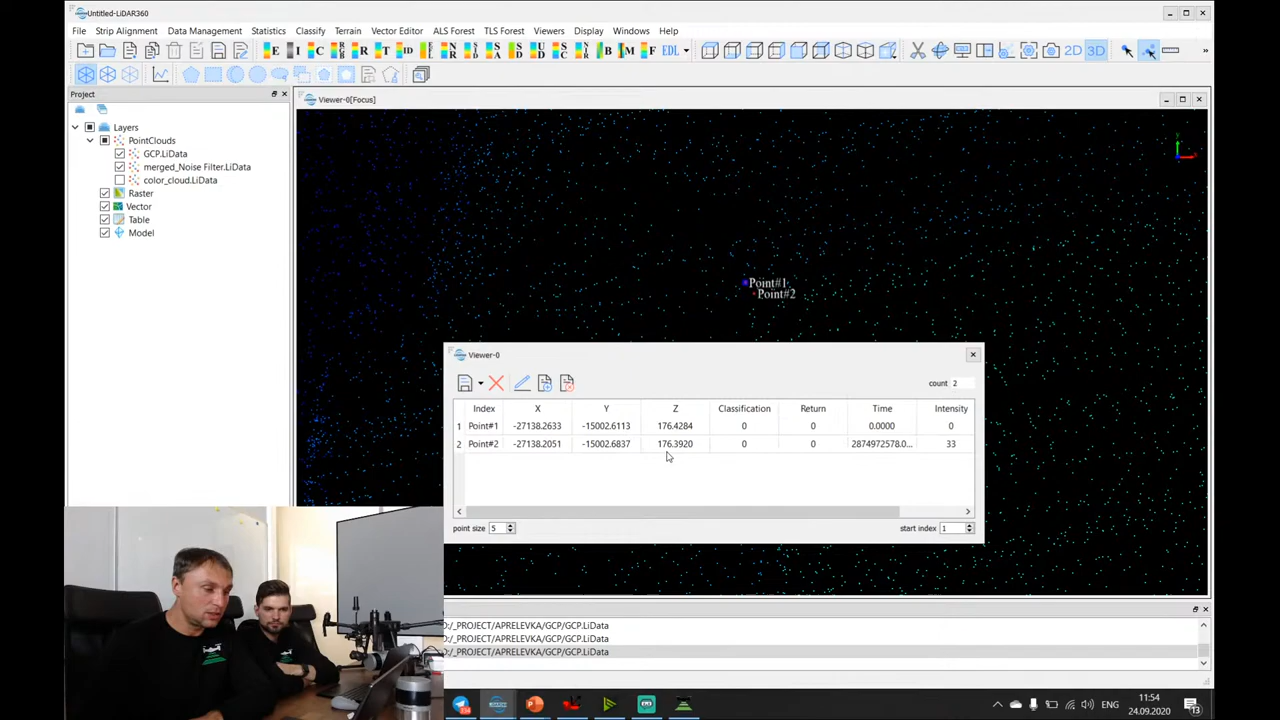 Untitled-LiDAR360
File Strip Alignment Data Management Statistics Classify Terrain Vector Editor ALS Forest TLS Forest Viewers Display Windows Help
EDL 2D 3D
Project
Viewer-0[Focus]
Layers
PointClouds
GCP.LiData
merged_Noise Filter.LiData
color_cloud.LiData
Raster
Vector
Table
Model
Point#1
Point#2
Viewer-0
count 2
Index X Y Z Classification Return Time Intensity
1 Point#1 -27138.2633 -15002.6113 176.4284 0 0 0.0000 0
2 Point#2 -27138.2051 -15002.6837 176.3920 0 0 2874972578.0... 33
point size 5 start index 1
:/_PROJECT/APRELEVKA/GCP/GCP.LiData
:/_PROJECT/APRELEVKA/GCP/GCP.LiData
:/_PROJECT/APRELEVKA/GCP/GCP.LiData
ENG
11:54
24.09.2020